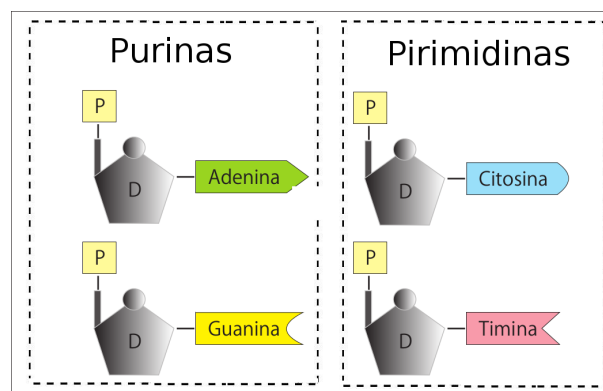 Purinas
P
D
Adenina
P
D
Guanina
Pirimidinas
P
D
Citosina
P
D
Timina